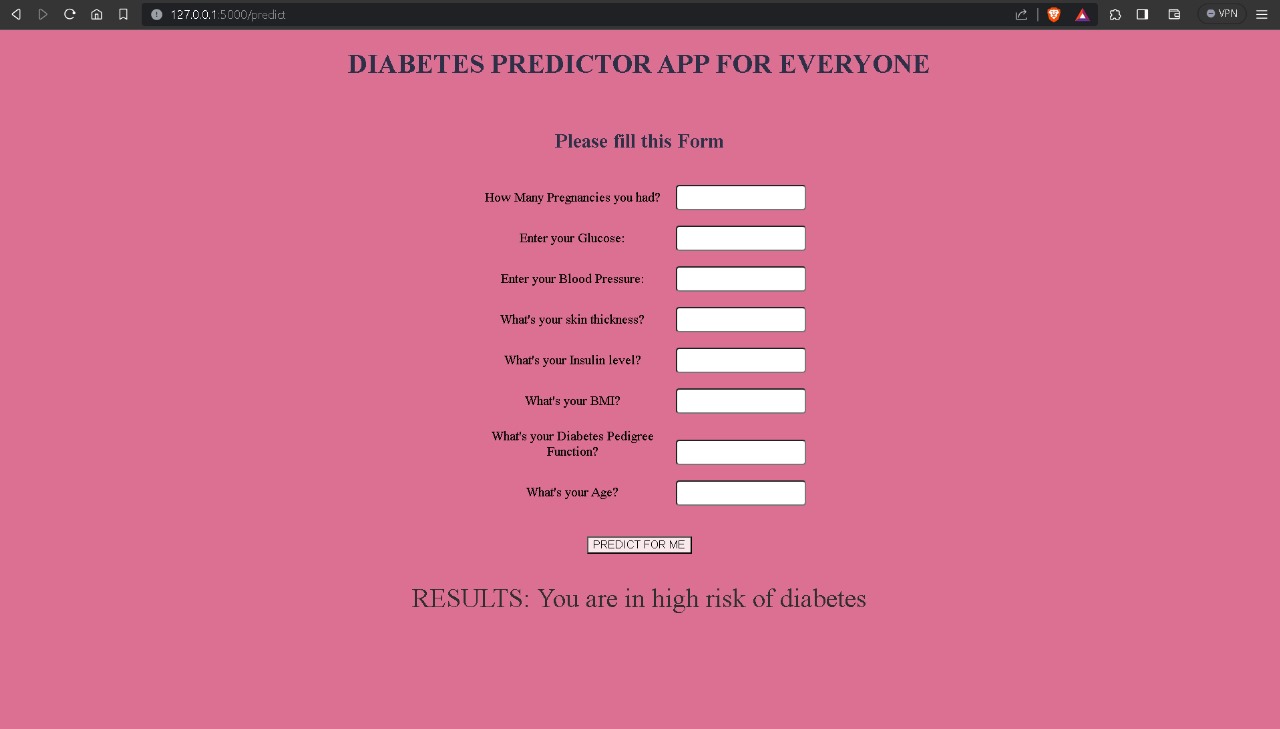 127.0.0.1:5000/predict
VPN
DIABETES PREDICTOR APP FOR EVERYONE
Please fill this Form
How Many Pregnancies you had?
Enter your Glucose:
Enter your Blood Pressure:
What's your skin thickness?
What's your Insulin level?
What's your BMI?
What's your Diabetes Pedigree
Function?
What's your Age?
PREDICT FOR ME
RESULTS: You are in high risk of diabetes